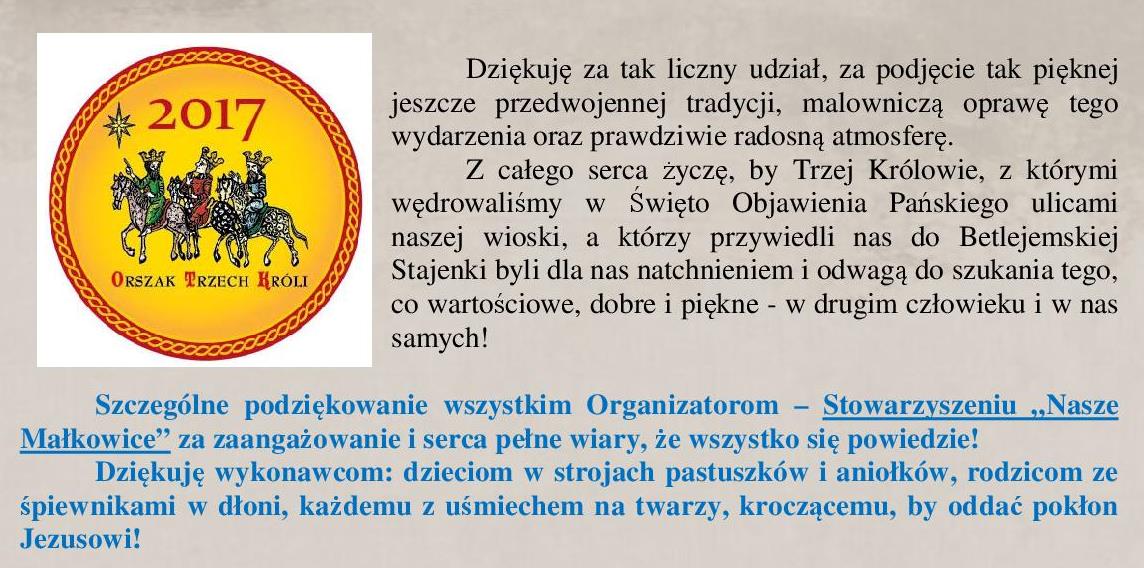 2017
ORSZAK TRZECH KRÓLI
Dziękuję za tak liczny udział, za podjęcie tak pięknej
jeszcze przedwojennej tradycji, malowniczą oprawę tego
wydarzenia oraz prawdziwie radosną atmosferę.
Z całego serca życzę, by Trzej Królowie, z którymi
wędrowaliśmy w Święto Objawienia Pańskiego ulicami
naszej wioski, a którzy przywiedli nas do Betlejemskiej
Stajenki byli dla nas natchnieniem i odwagą do szukania tego,
co wartościowe, dobre i piękne - w drugim człowieku i w nas
samych!
Szczególne podziękowanie wszystkim Organizatorom – Stowarzyszeniu „Nasze
Małkowice” za zaangażowanie i serca pełne wiary, że wszystko się powiedzie!
Dziękuję wykonawcom: dzieciom w strojach pastuszków i aniołków, rodzicom ze
śpiewnikami w dłoni, każdemu z uśmiechem na twarzy, kroczącemu, by oddać pokłon
Jezusowi!